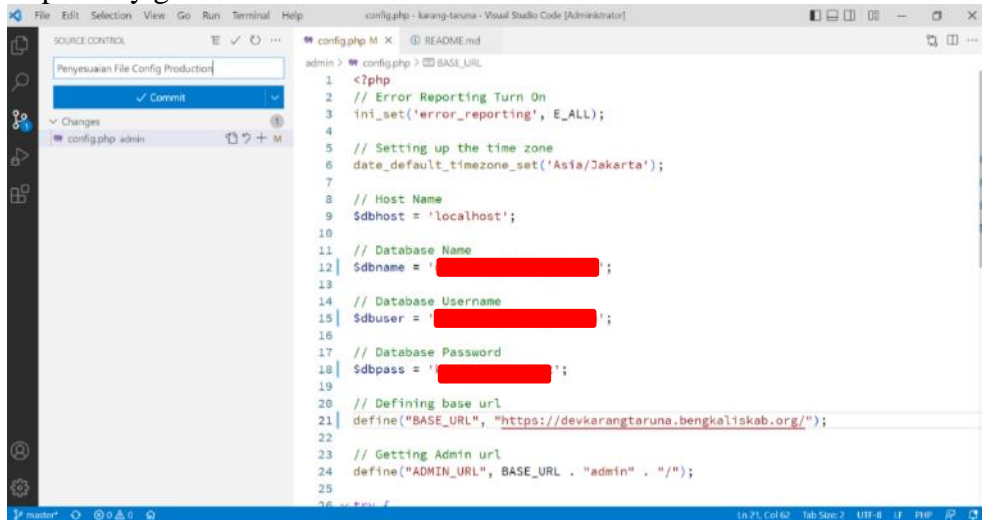 File Edit Selection View Go Run Terminal Help config.php - karang-taruna - Visual Studio Code [Administrator]
SOURCE CONTROL
config.php M README.md
Penyesuaian File Config Production
admin > config.php > BASE_URL
Commit
Changes 1
config.php admin M
1 <?php
2 // Error Reporting Turn On
3 ini_set('error_reporting', E_ALL);
4
5 // Setting up the time zone
6 date_default_timezone_set('Asia/Jakarta');
7
8 // Host Name
9 $dbhost = 'localhost';
10
11 // Database Name
12 $dbname = ' ';
13
14 // Database Username
15 $dbuser = ' ';
16
17 // Database Password
18 $dbpass = ' ';
19
20 // Defining base url
21 define("BASE_URL", "https://devkarangtaruna.bengkaliskab.org/");
22
23 // Getting Admin url
24 define("ADMIN_URL", BASE_URL . "admin" . "/");
25
26 try {
master* 0 0 Ln 21, Col 62 Tab Size: 2 UTF-8 LF PHP